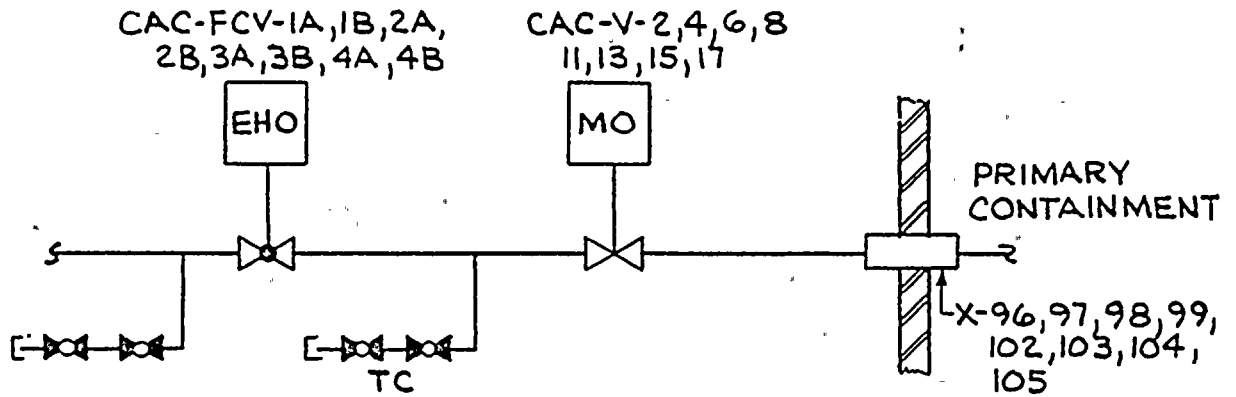 CAC-FCV-1A,1B,2A,
2B,3A,3B,4A,4B
CAC-V-2,4,6,8
11,13,15,17
EHO
MO
PRIMARY
CONTAINMENT
TC
X-96,97,98,99,
102,103,104,
105